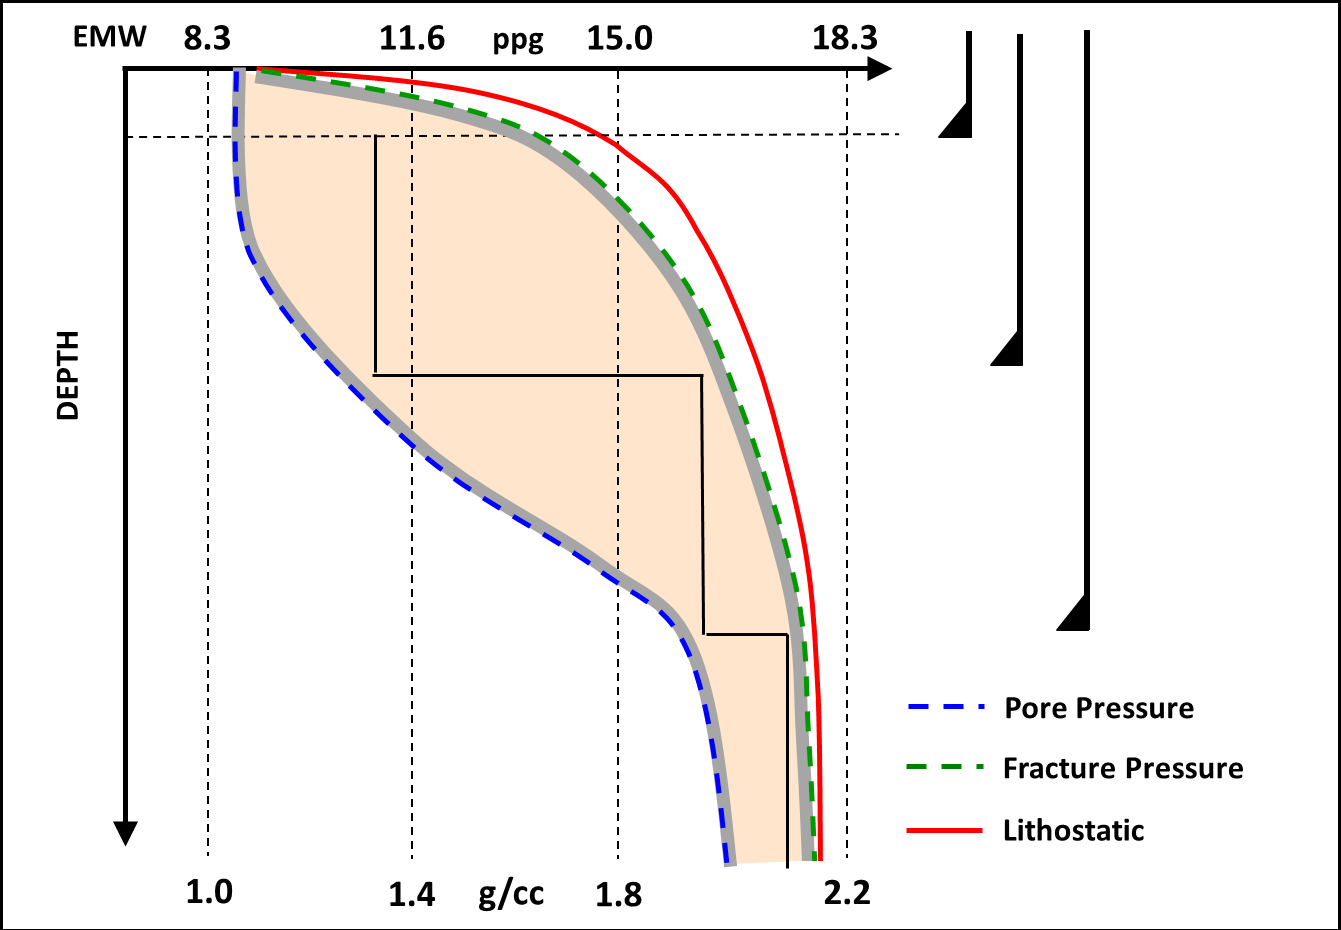 EMW 8.3 11.6 ppg 15.0 18.3
DEPTH
Pore Pressure
Fracture Pressure
Lithostatic
1.0 1.4 g/cc 1.8 2.2